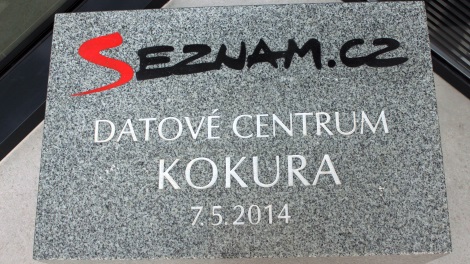 SEZNAM.CZ
DATOVÉ CENTRUM
KOKURA
7.5.2014